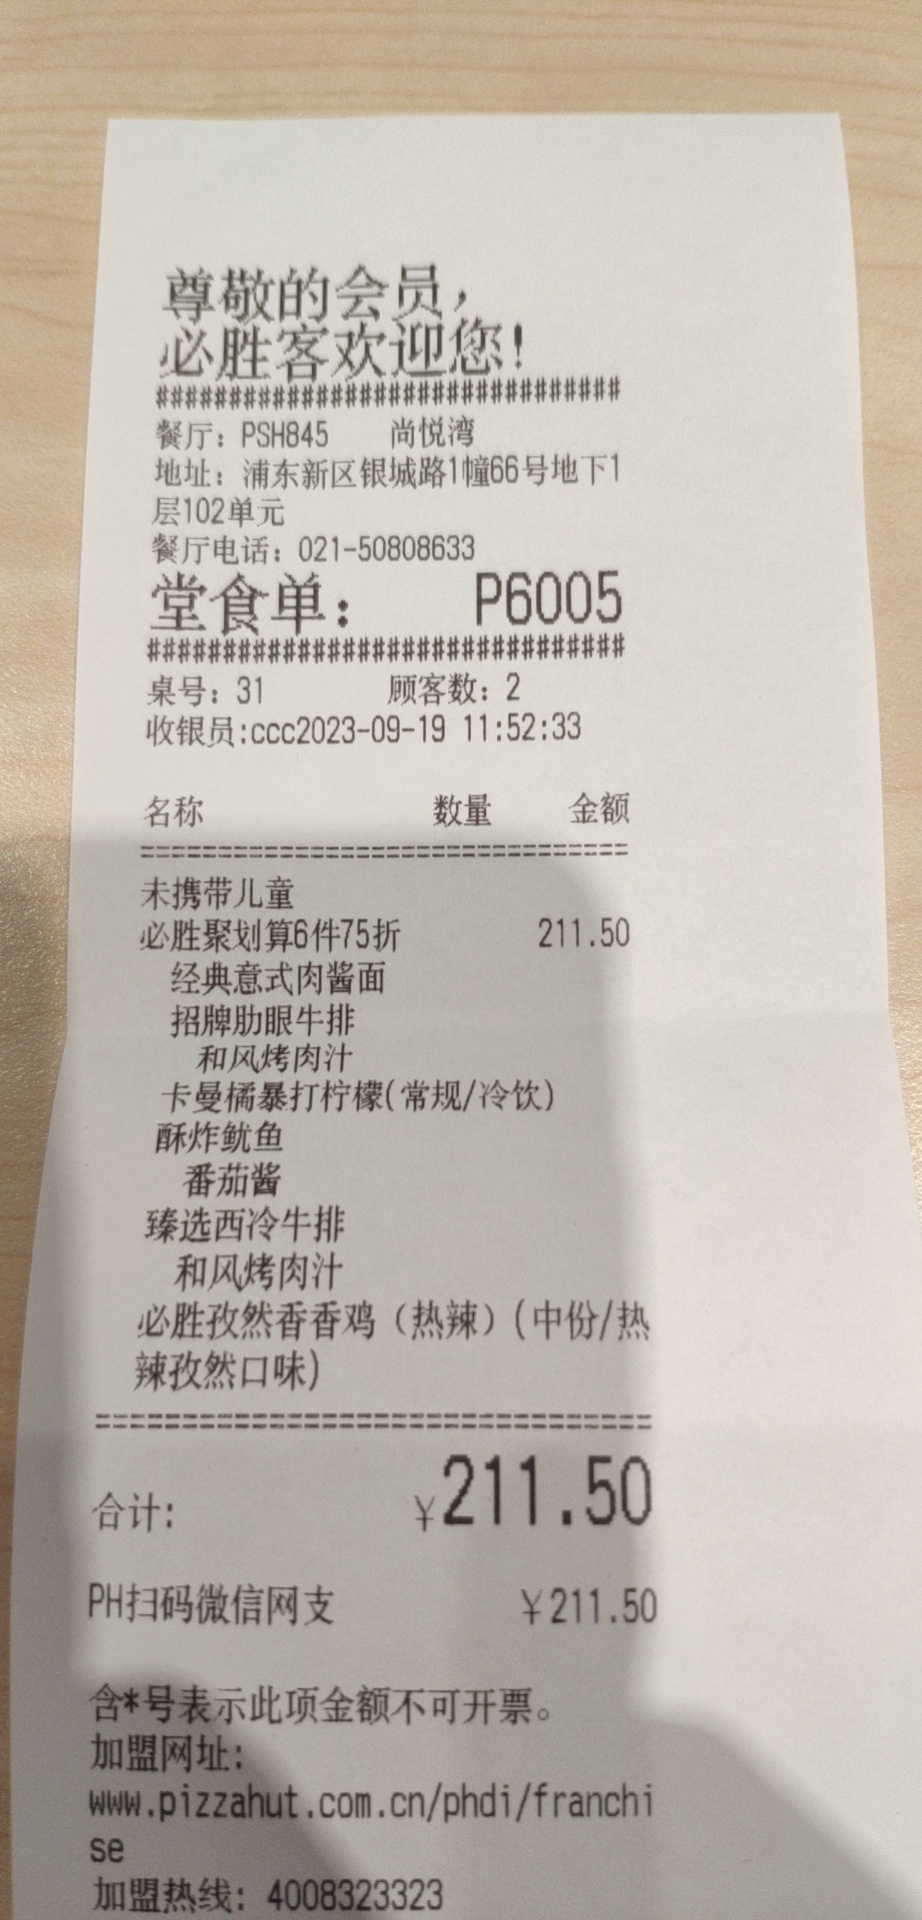 尊敬的会员，
必胜客欢迎您！
################################
餐厅：PSH845 尚悦湾
地址：浦东新区银城路1幢66号地下1
层102单元
餐厅电话：021-50808633
堂食单： P6005
################################
桌号：31 顾客数：2
收银员:ccc2023-09-19 11:52:33
名称 数量 金额
================================
未携带儿童
必胜聚划算6件75折 211.50
经典意式肉酱面
招牌肋眼牛排
和风烤肉汁
卡曼橘暴打柠檬(常规/冷饮)
酥炸鱿鱼
番茄酱
臻选西冷牛排
和风烤肉汁
必胜孜然香香鸡（热辣）(中份/热
辣孜然口味)
================================
合计: ￥211.50
PH扫码微信网支 ￥211.50
含*号表示此项金额不可开票。
加盟网址:
www.pizzahut.com.cn/phdi/franchi
se
加盟热线: 4008323323